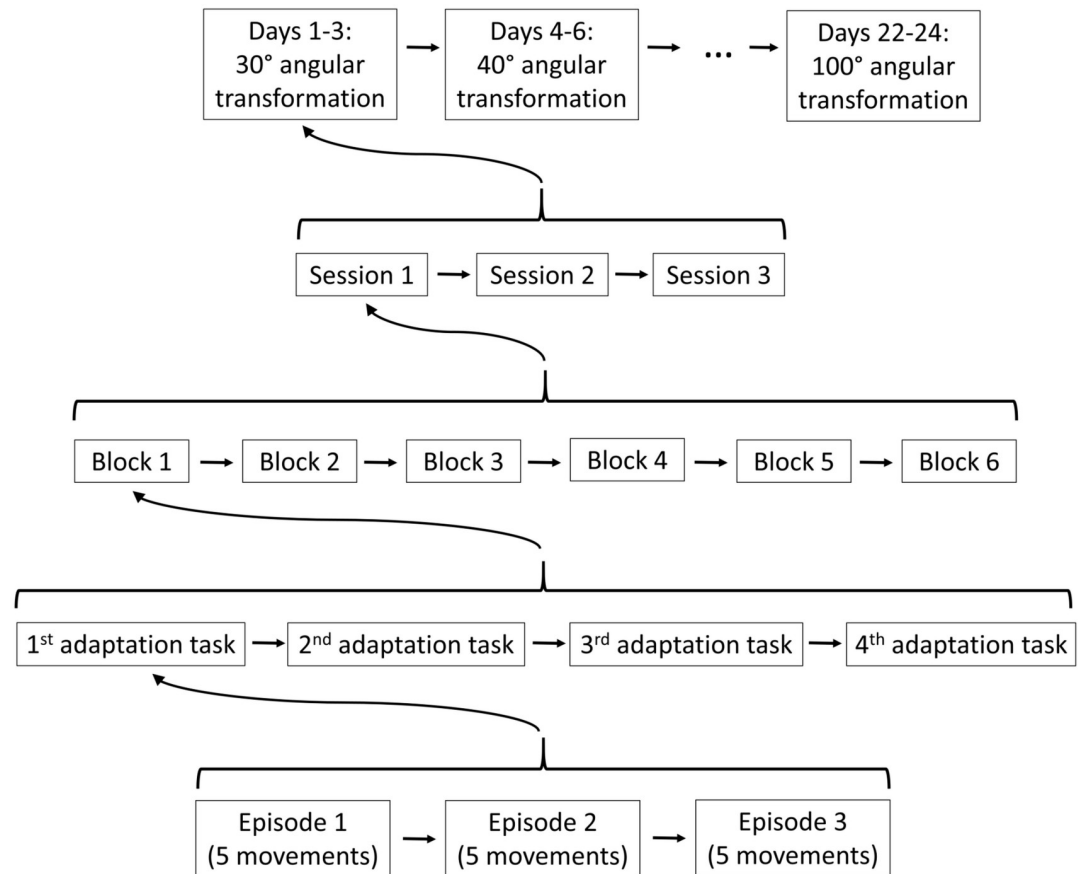 Days 1-3:
30° angular
transformation
Days 4-6:
40° angular
transformation
...
Days 22-24:
100° angular
transformation
Session 1
Session 2
Session 3
Block 1
Block 2
Block 3
Block 4
Block 5
Block 6
1st adaptation task
2nd adaptation task
3rd adaptation task
4th adaptation task
Episode 1
(5 movements)
Episode 2
(5 movements)
Episode 3
(5 movements)